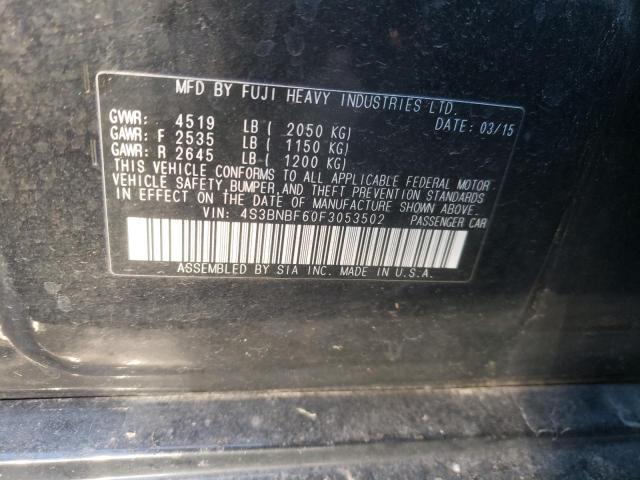 MFD BY FUJI HEAVY INDUSTRIES LTD.
GVWR: 4519 LB ( 2050 KG) DATE: 03/15
GAWR: F 2535 LB ( 1150 KG)
GAWR: R 2645 LB ( 1200 KG)
THIS VEHICLE CONFORMS TO ALL APPLICABLE FEDERAL MOTOR
VEHICLE SAFETY, BUMPER, AND THEFT PREVENTION STANDARDS
IN EFFECT ON THE DATE OF MANUFACTURE SHOWN ABOVE.
VIN: 4S3BNBF60F3053502 PASSENGER CAR
ASSEMBLED BY SIA INC. MADE IN U.S.A.